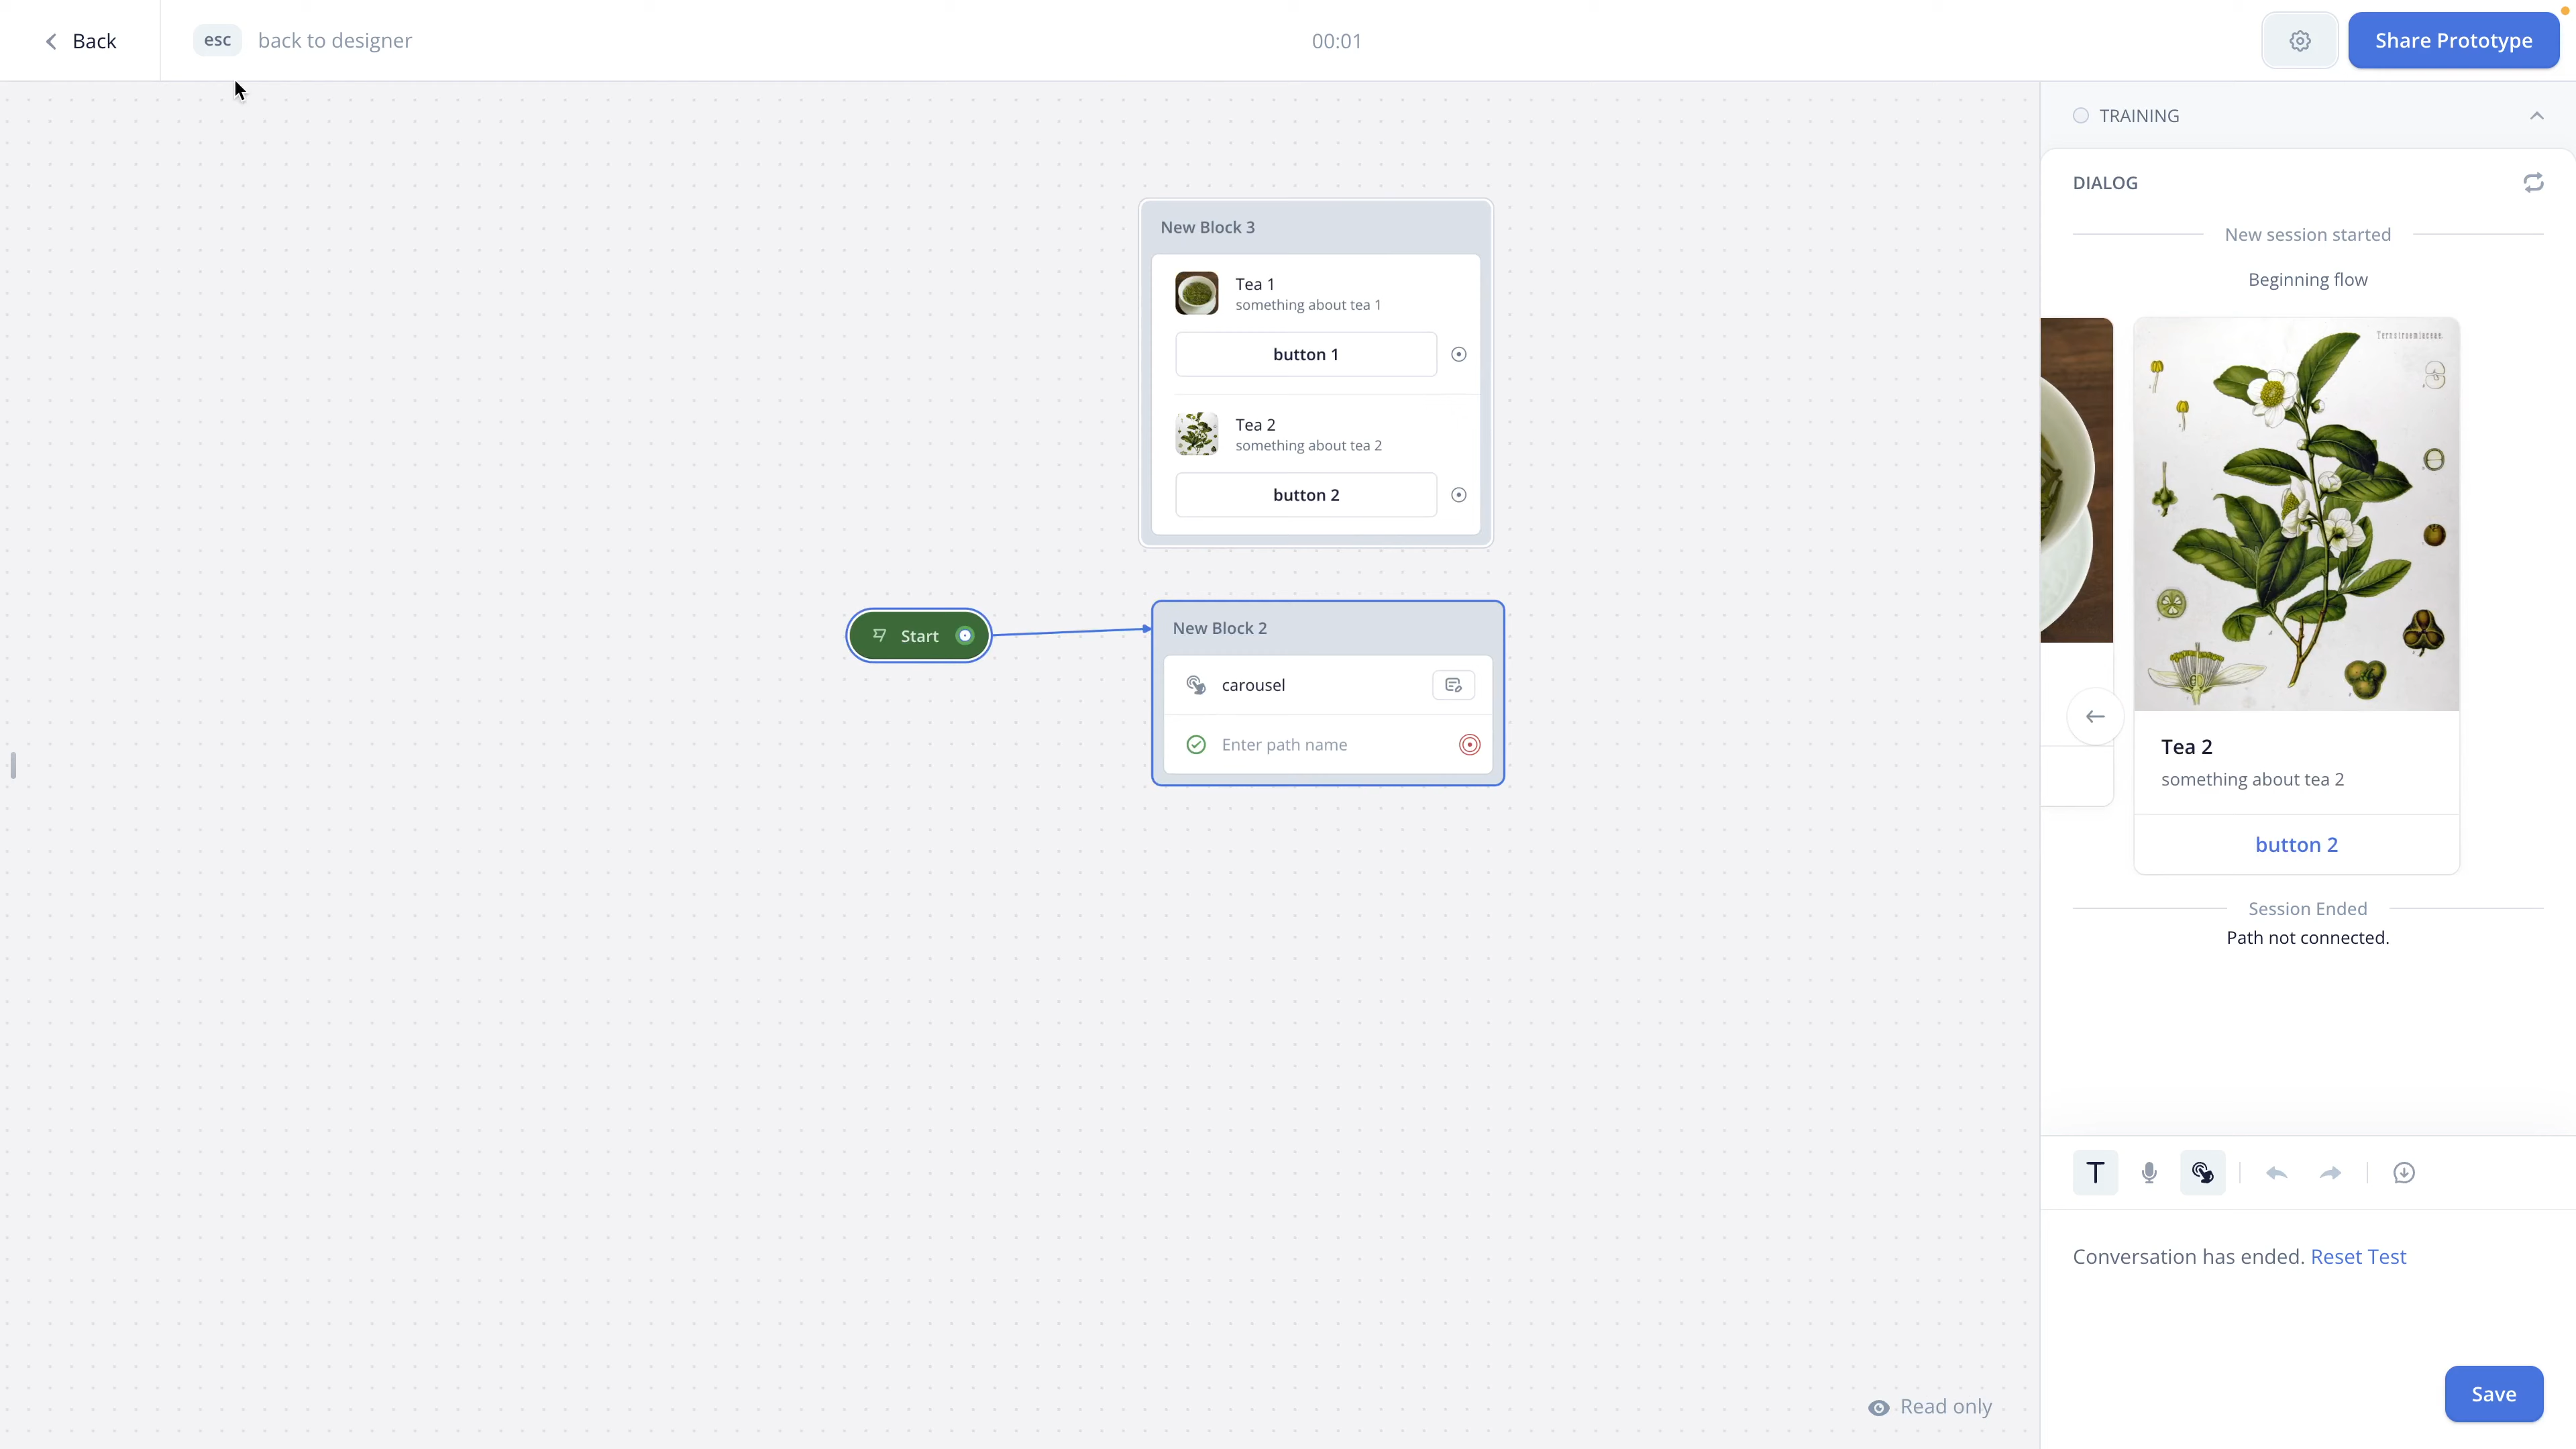 Back
esc back to designer
00:01
Share Prototype
New Block 3
Tea 1
something about tea 1
button 1
Tea 2
something about tea 2
button 2
Start
New Block 2
carousel
Enter path name
Read only
TRAINING
DIALOG
New session started
Beginning flow
Ternstroemiaceae.
Tea 2
something about tea 2
button 2
Session Ended
Path not connected.
T
Conversation has ended. Reset Test
Save